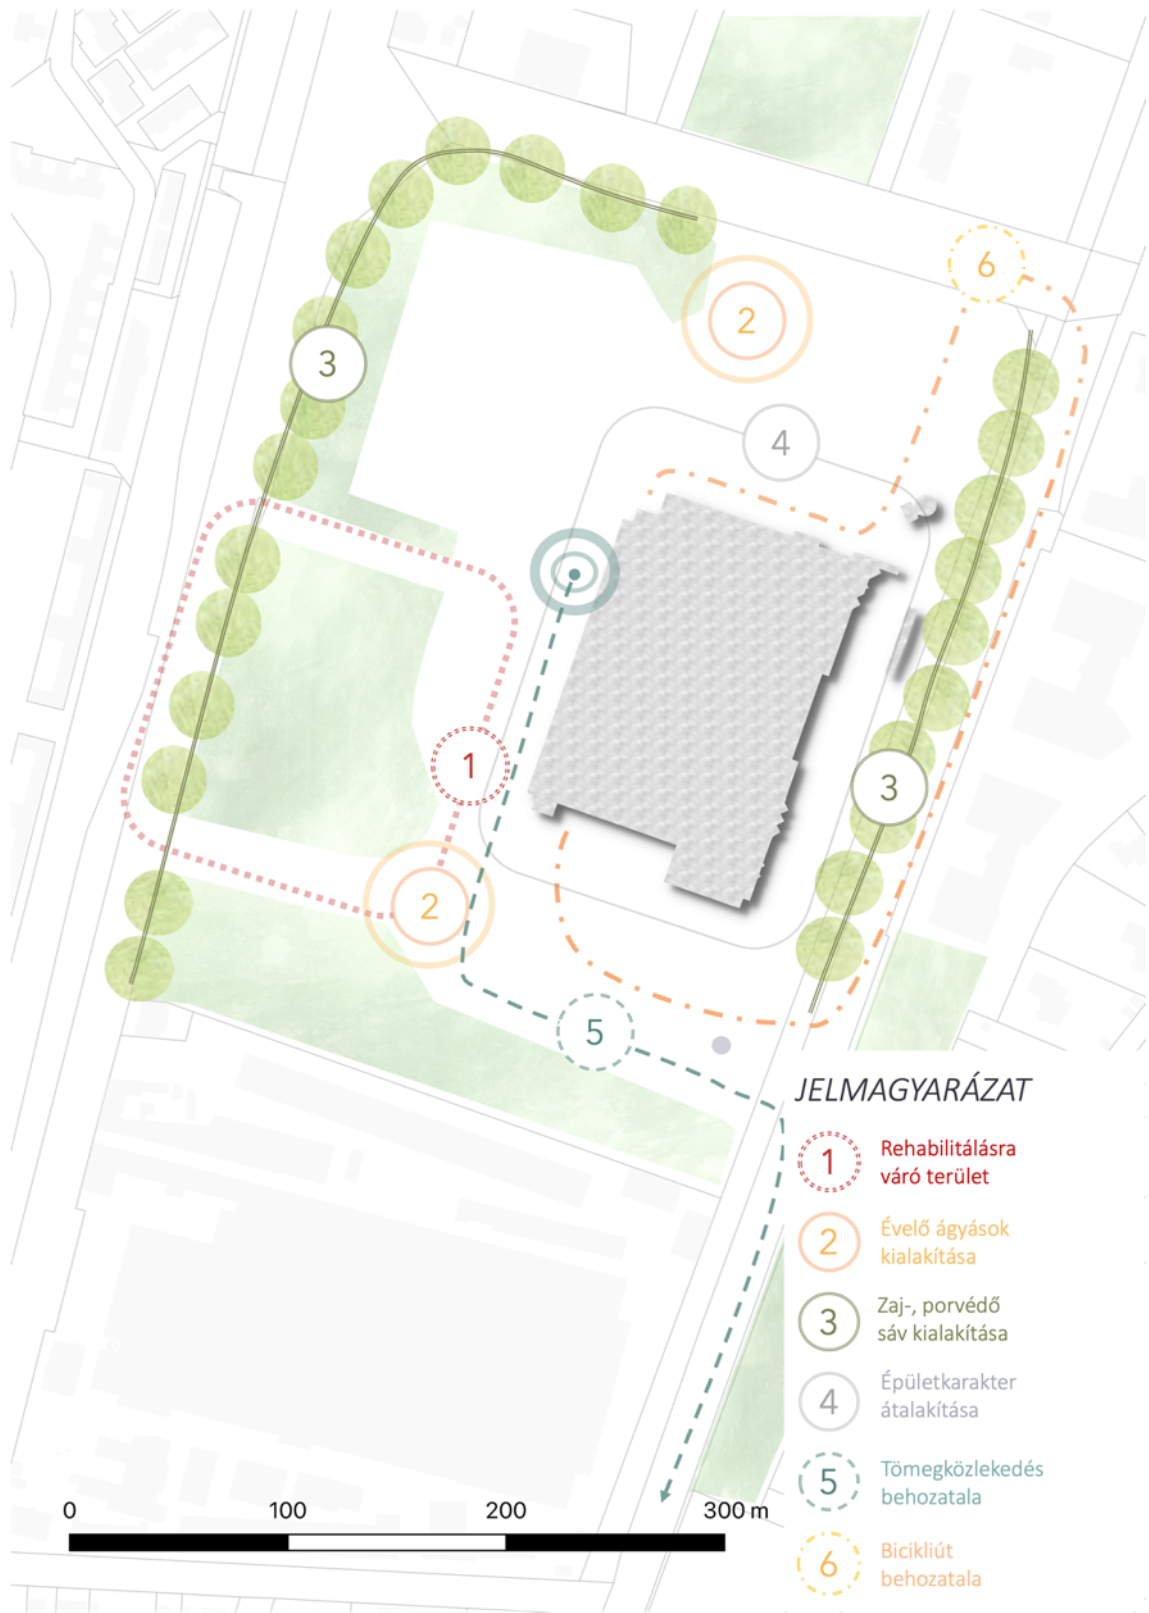 6
2
3
4
1
3
2
5
JELMAGYARÁZAT
1 Rehabilitálásra
váró terület
2 Évelő ágyások
kialakítása
3 Zaj-, porvédő
sáv kialakítása
4 Épületkarakter
átalakítása
5 Tömegközlekedés
behozatala
6 Bicikliút
behozatala
0 100 200 300 m